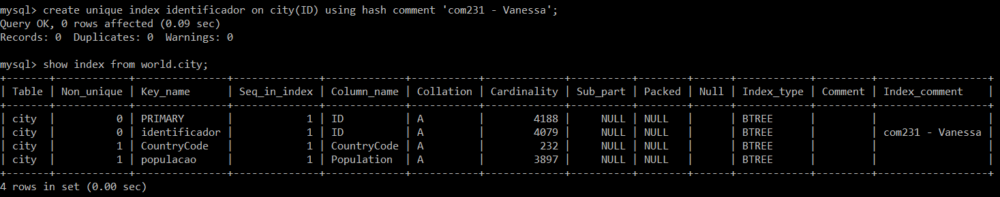 mysql> create unique index identificador on city(ID) using hash comment 'com231 - Vanessa';
Query OK, 0 rows affected (0.09 sec)
Records: 0  Duplicates: 0  Warnings: 0
mysql> show index from world.city;
+-------+------------+---------------+--------------+-------------+-----------+-------------+----------+--------+------+------------+---------+------------------+
| Table | Non_unique | Key_name      | Seq_in_index | Column_name | Collation | Cardinality | Sub_part | Packed | Null | Index_type | Comment | Index_comment    |
+-------+------------+---------------+--------------+-------------+-----------+-------------+----------+--------+------+------------+---------+------------------+
| city  |          0 | PRIMARY       |            1 | ID          | A         |        4188 |     NULL | NULL   |      | BTREE      |         |                  |
| city  |          0 | identificador |            1 | ID          | A         |        4079 |     NULL | NULL   |      | BTREE      |         | com231 - Vanessa |
| city  |          1 | CountryCode   |            1 | CountryCode | A         |         232 |     NULL | NULL   |      | BTREE      |         |                  |
| city  |          1 | populacao     |            1 | Population  | A         |        3897 |     NULL | NULL   |      | BTREE      |         |                  |
+-------+------------+---------------+--------------+-------------+-----------+-------------+----------+--------+------+------------+---------+------------------+
4 rows in set (0.00 sec)